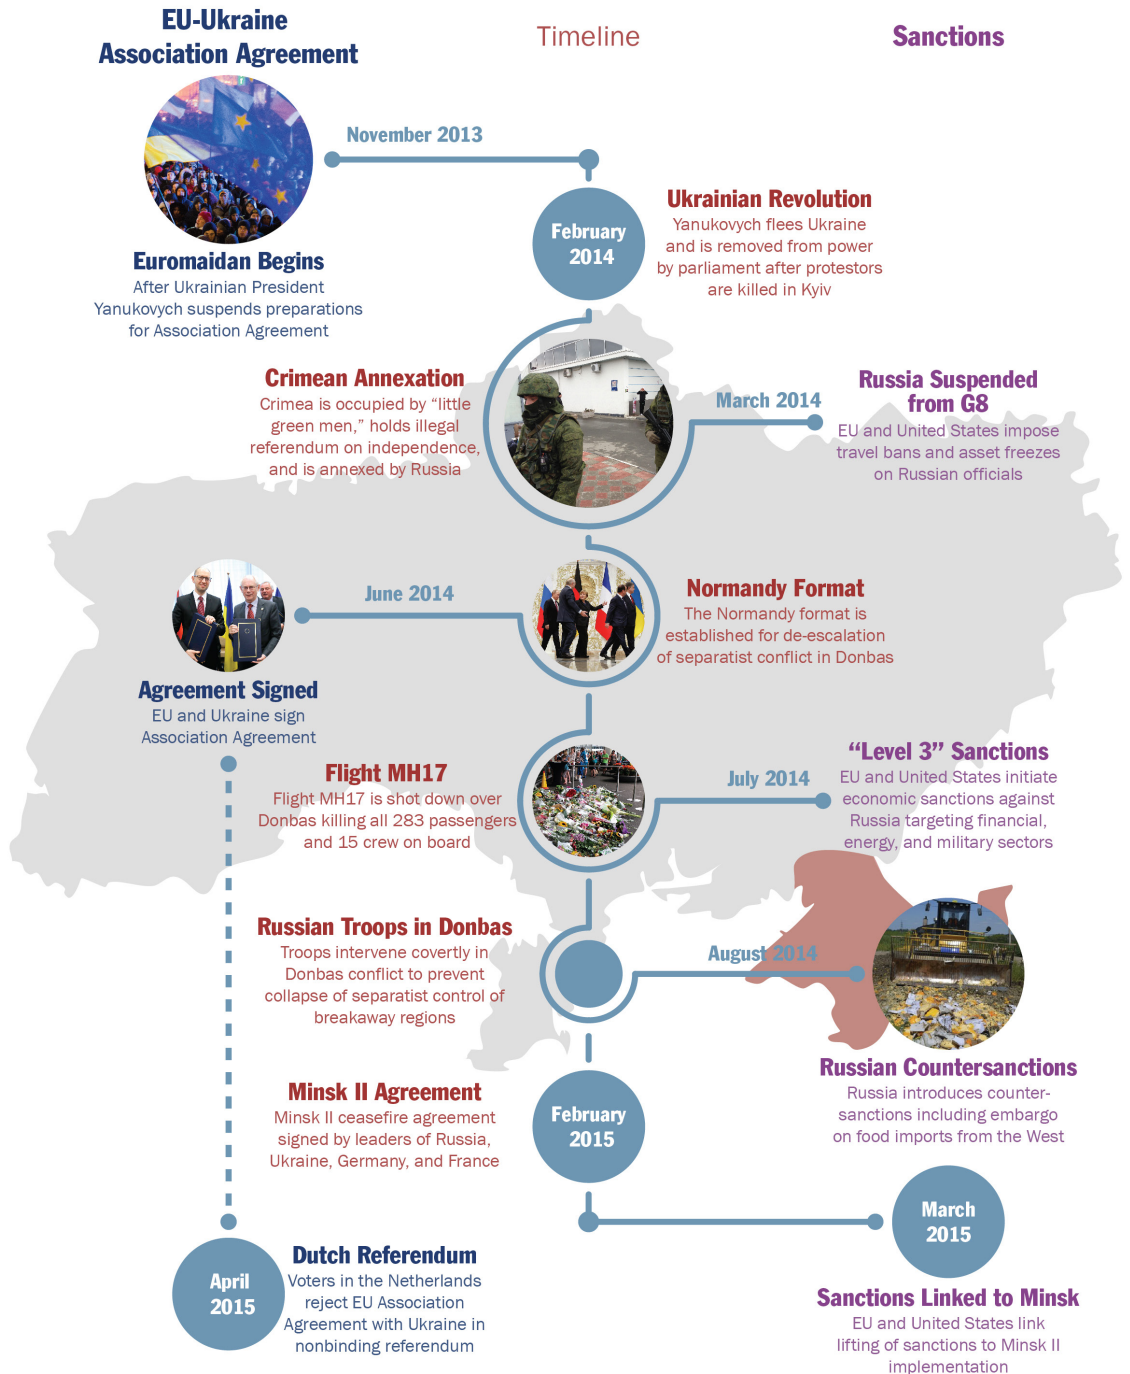 EU-Ukraine
Association Agreement
Timeline
Sanctions
November 2013
Euromaidan Begins
After Ukrainian President
Yanukovych suspends preparations
for Association Agreement
February
2014
Ukrainian Revolution
Yanukovych flees Ukraine
and is removed from power
by parliament after protestors
are killed in Kyiv
Crimean Annexation
Crimea is occupied by “little
green men,” holds illegal
referendum on independence,
and is annexed by Russia
March 2014
Russia Suspended
from G8
EU and United States impose
travel bans and asset freezes
on Russian officials
June 2014
Agreement Signed
EU and Ukraine sign
Association Agreement
Normandy Format
The Normandy format is
established for de-escalation
of separatist conflict in Donbas
Flight MH17
Flight MH17 is shot down over
Donbas killing all 283 passengers
and 15 crew on board
July 2014
“Level 3” Sanctions
EU and United States initiate
economic sanctions against
Russia targeting financial,
energy, and military sectors
Russian Troops in Donbas
Troops intervene covertly in
Donbas conflict to prevent
collapse of separatist control of
breakaway regions
August 2014
Russian Countersanctions
Russia introduces counter-
sanctions including embargo
on food imports from the West
Minsk II Agreement
Minsk II ceasefire agreement
signed by leaders of Russia,
Ukraine, Germany, and France
February
2015
March
2015
Sanctions Linked to Minsk
EU and United States link
lifting of sanctions to Minsk II
implementation
April
2015
Dutch Referendum
Voters in the Netherlands
reject EU Association
Agreement with Ukraine in
nonbinding referendum